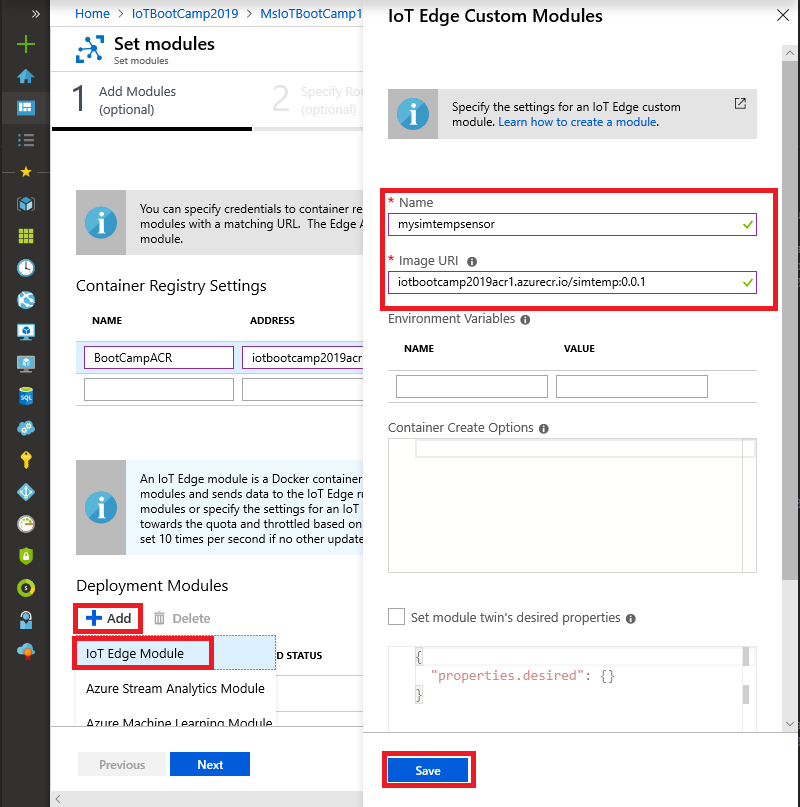 Home > IoTBootCamp2019 > MsIoTBootCamp1
Set modules
Set modules
1 Add Modules
(optional)
2 Specify Ro
(optional)
You can specify credentials to container re
modules with a matching URL. The Edge A
module.
Container Registry Settings
NAME ADDRESS
BootCampACR iotbootcamp2019acr
An IoT Edge module is a Docker container
modules and sends data to the IoT Edge ru
modules or specify the settings for an IoT
towards the quota and throttled based on
set 10 times per second if no other update
Deployment Modules
Add Delete
IoT Edge Module
D STATUS
Azure Stream Analytics Module
Azure Machine Learning Module
Previous Next
IoT Edge Custom Modules
Specify the settings for an IoT Edge custom
module. Learn how to create a module.
* Name
mysimtempsensor
* Image URI
iotbootcamp2019acr1.azurecr.io/simtemp:0.0.1
Environment Variables
NAME VALUE
Container Create Options
Set module twin's desired properties
{
"properties.desired": {}
}
Save